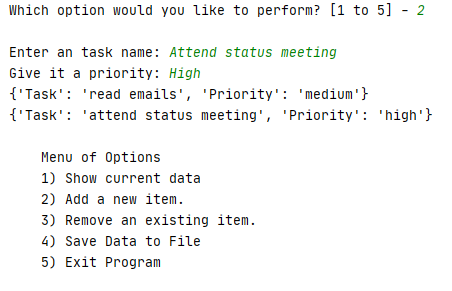 Which option would you like to perform? [1 to 5] - 2
Enter an task name: Attend status meeting
Give it a priority: High
{'Task': 'read emails', 'Priority': 'medium'}
{'Task': 'attend status meeting', 'Priority': 'high'}
Menu of Options
1) Show current data
2) Add a new item.
3) Remove an existing item.
4) Save Data to File
5) Exit Program